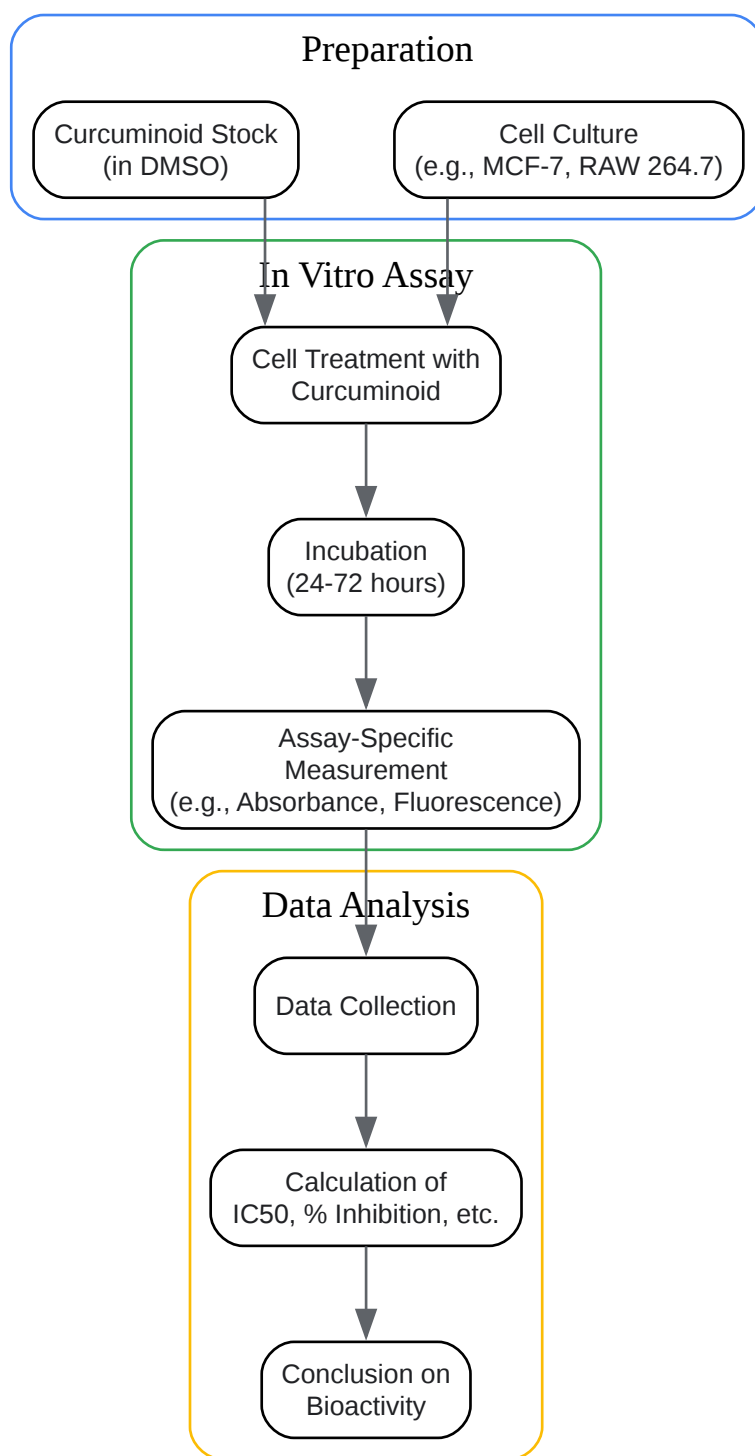 Preparation
Curcuminoid Stock
(in DMSO)
Cell Culture
(e.g., MCF-7, RAW 264.7)
In Vitro Assay
Cell Treatment with
Curcuminoid
Incubation
(24-72 hours)
Assay-Specific
Measurement
(e.g., Absorbance, Fluorescence)
Data Analysis
Data Collection
Calculation of
IC50, % Inhibition, etc.
Conclusion on
Bioactivity